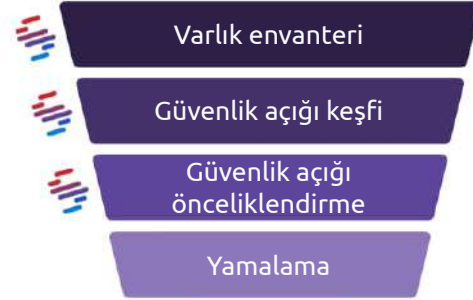 Varlık envanteri
Güvenlik açığı keşfi
Güvenlik açığı
önceliklendirme
Yamalama